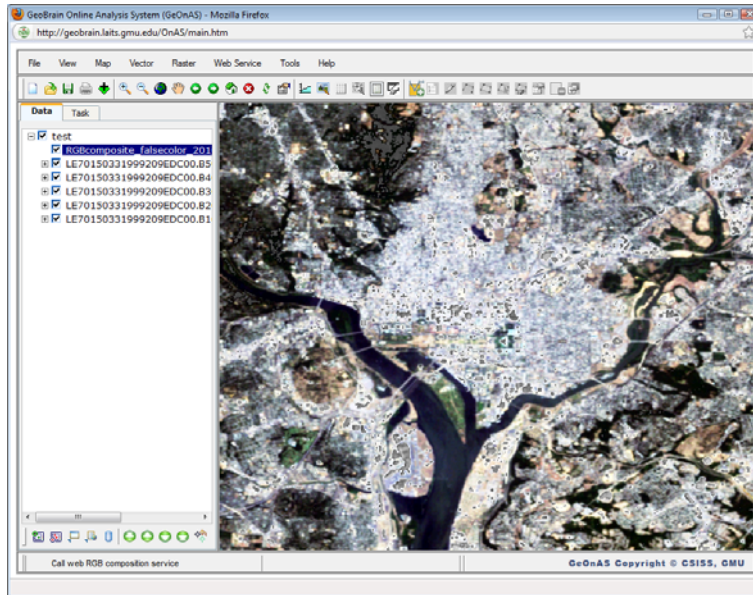 GeoBrain Online Analysis System (GeOnAS) - Mozilla Firefox
http://geobrain.laits.gmu.edu/OnAS/main.htm
File View Map Vector Raster Web Service Tools Help
Data Task
test
RGBcomposite_falsecolor_201
LE70150331999209EDC00.B5
LE70150331999209EDC00.B4
LE70150331999209EDC00.B3
LE70150331999209EDC00.B2
LE70150331999209EDC00.B1
Call web RGB composition service
GeOnAS Copyright © CSISS, GMU